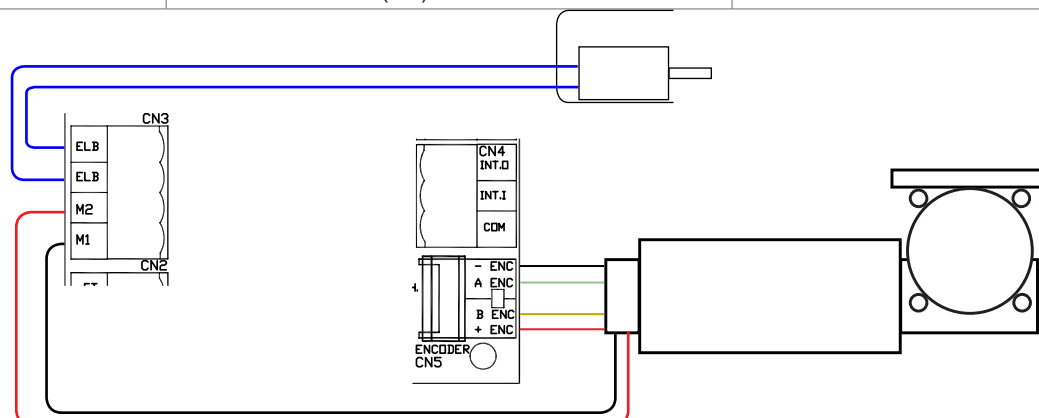 CN3
ELB
ELB
M2
M1
CN2
CN4
INT.O
INT.I
COM
- ENC
A ENC
B ENC
+ ENC
ENCODER
CN5